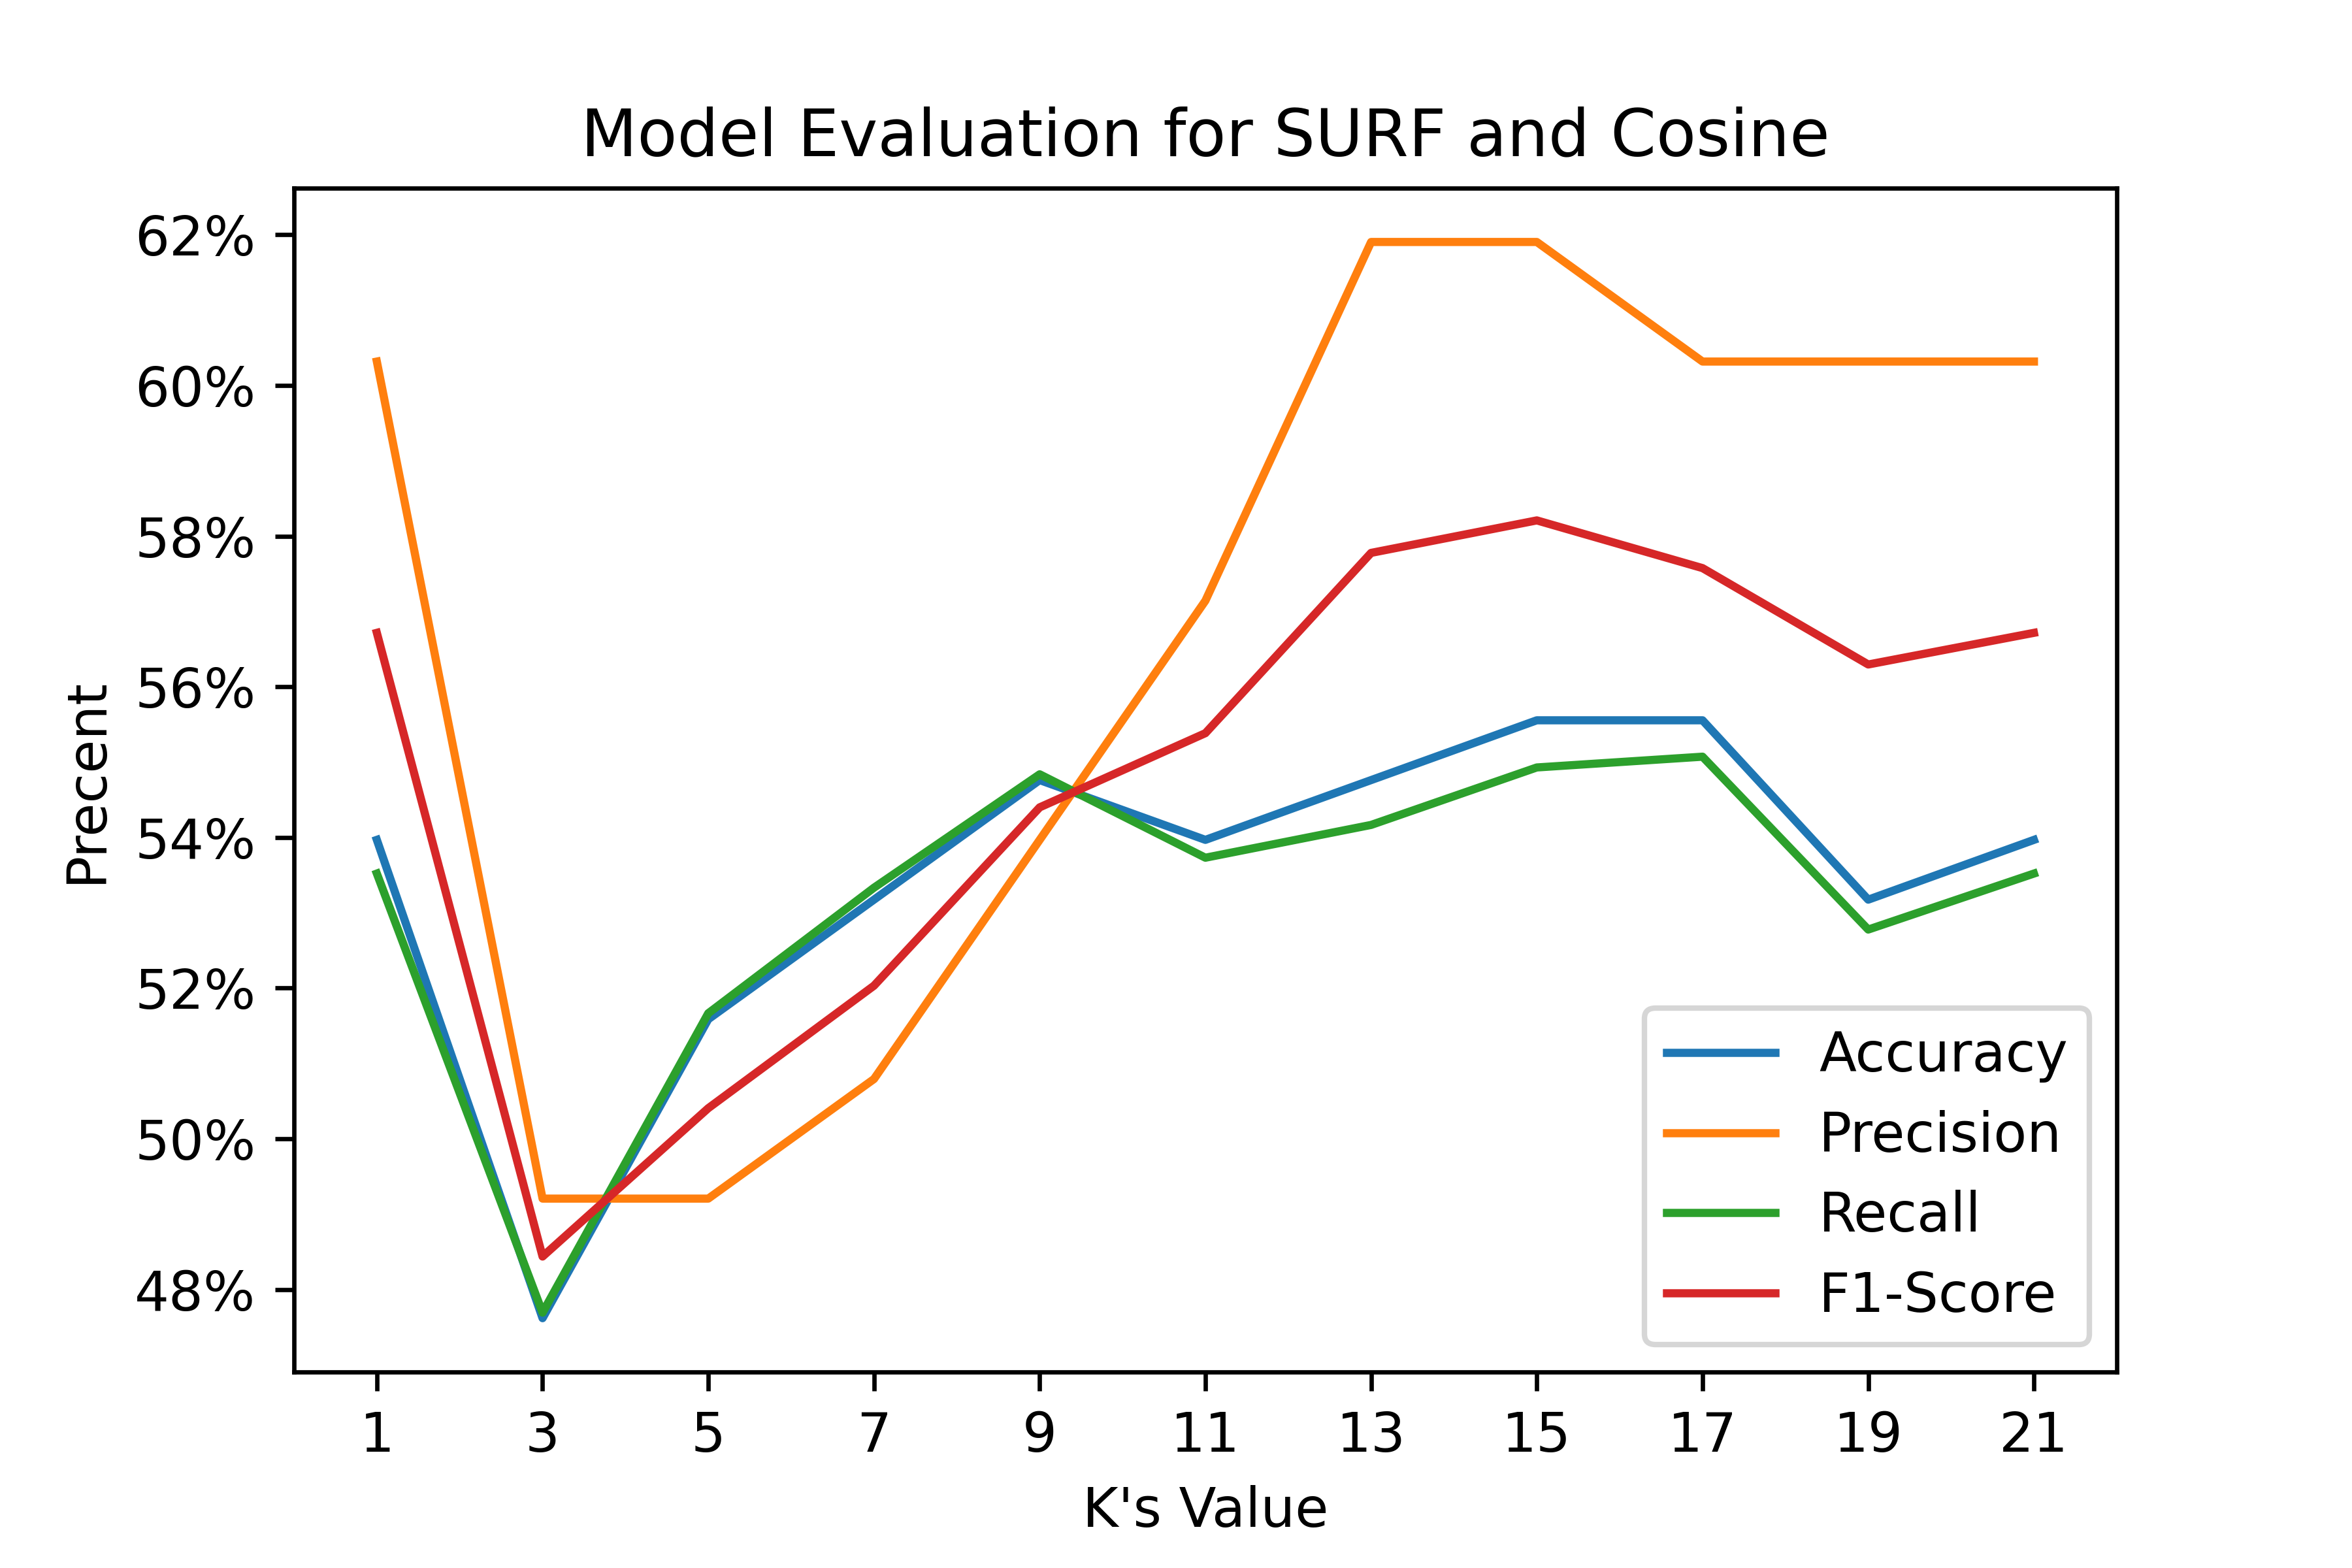 Model Evaluation for SURF and Cosine
62%
60%
58%
56%
54%
52%
50%
48%
Precent
Accuracy
Precision
Recall
F1-Score
1 3 5 7 9 11 13 15 17 19 21
K's Value